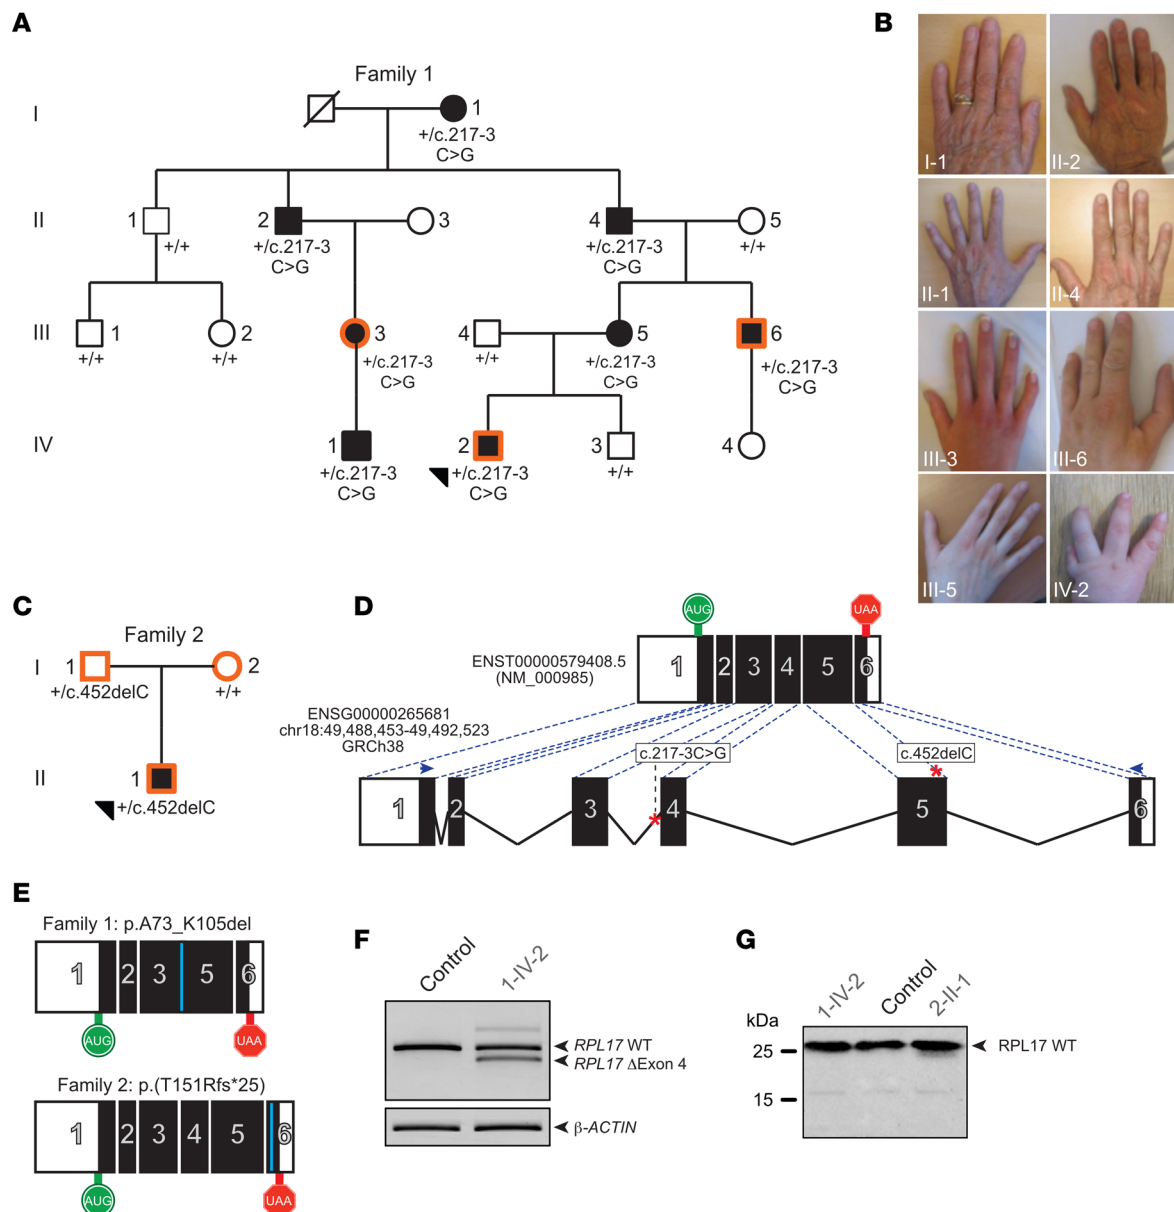 A
Family 1
I
1
+/c.217-3
C>G
II
1
+/+
2
+/c.217-3
C>G
3
4
+/c.217-3
C>G
5
+/+
III
1
+/+
2
+/+
3
+/c.217-3
C>G
4
+/+
5
+/c.217-3
C>G
6
+/c.217-3
C>G
IV
1
+/c.217-3
C>G
2
+/c.217-3
C>G
3
+/+
4
B
I-1
II-2
II-1
II-4
III-3
III-6
III-5
IV-2
C
Family 2
I
1
+/c.452delC
2
+/+
II
1
+/c.452delC
D
AUG
UAA
ENST00000579408.5
(NM_000985)
1 2 3 4 5 6
ENSG00000265681
chr18:49,488,453-49,492,523
GRCh38
c.217-3C>G
c.452delC
*
*
1 2 3 4 5 6
E
Family 1: p.A73_K105del
1 2 3 5 6
AUG
UAA
Family 2: p.(T151Rfs*25)
1 2 3 4 5 6
AUG
UAA
F
Control
1-IV-2
RPL17 WT
RPL17 ΔExon 4
β-ACTIN
G
1-IV-2
Control
2-II-1
kDa
25
15
RPL17 WT